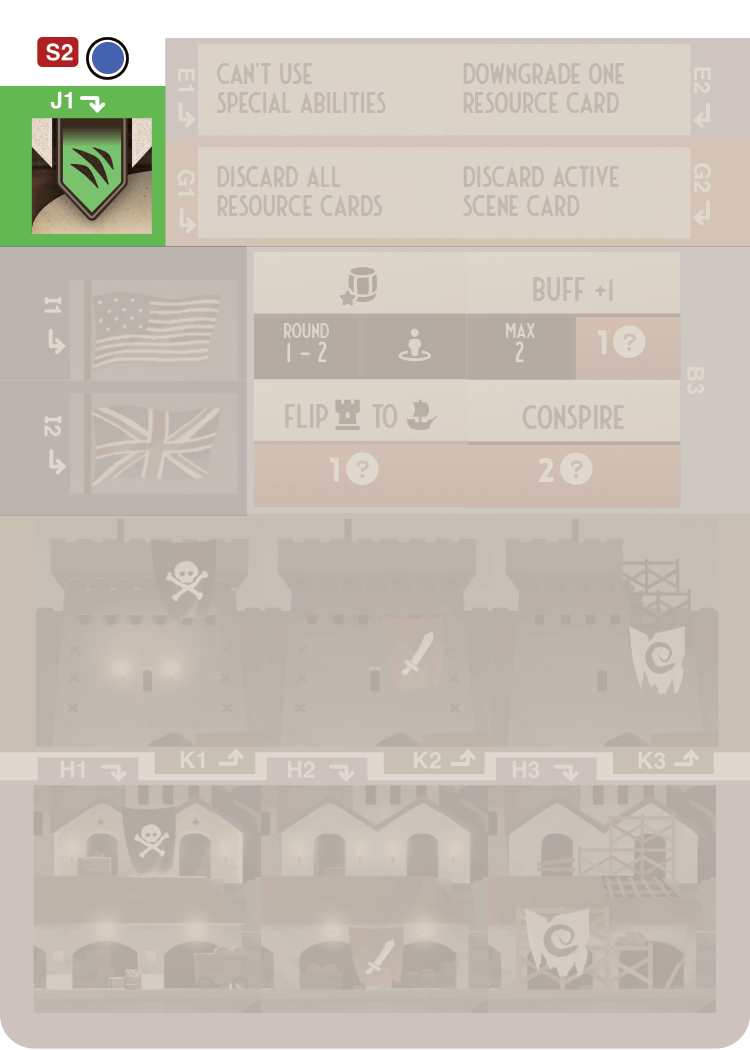 S2
J1
E1
CAN'T USE
SPECIAL ABILITIES
DOWNGRADE ONE
RESOURCE CARD
E2
G1
DISCARD ALL
RESOURCE CARDS
DISCARD ACTIVE
SCENE CARD
G2
I1
BUFF +1
ROUND
1 - 2
MAX
2
1 ?
B3
I2
FLIP TO
CONSPIRE
1 ?
2 ?
H1
K1
H2
K2
H3
K3